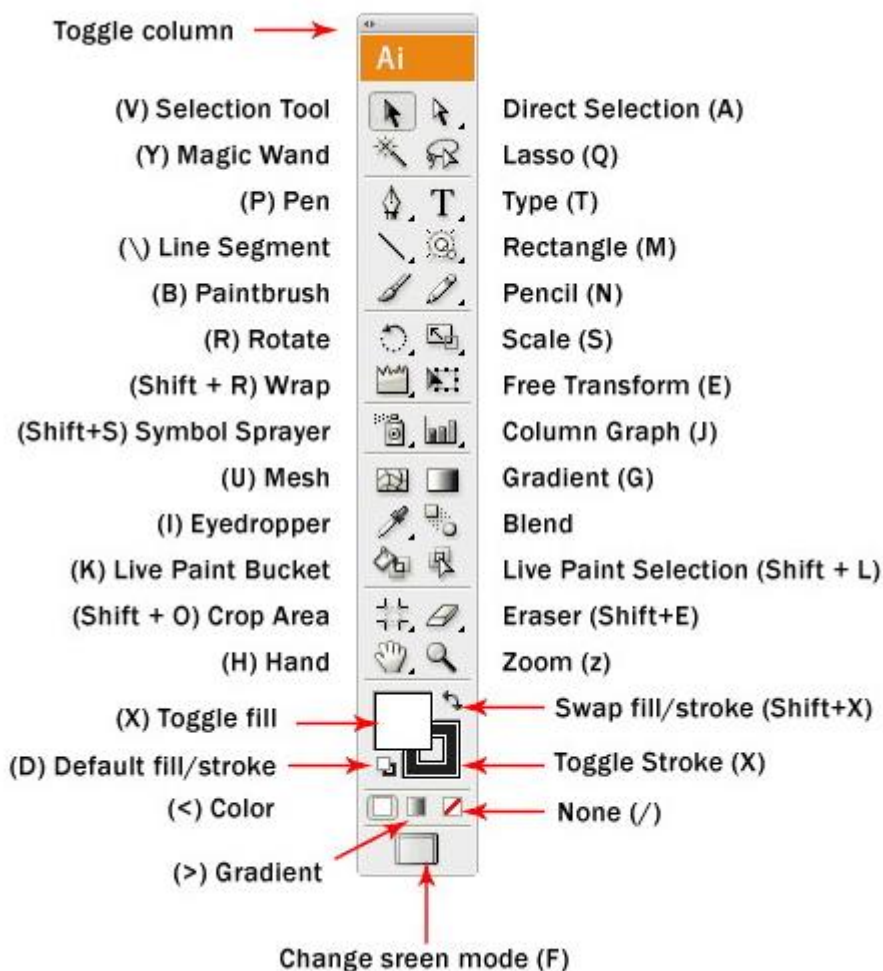 Toggle column
Ai
(V) Selection Tool Direct Selection (A)
(Y) Magic Wand Lasso (Q)
(P) Pen Type (T)
(\) Line Segment Rectangle (M)
(B) Paintbrush Pencil (N)
(R) Rotate Scale (S)
(Shift + R) Wrap Free Transform (E)
(Shift+S) Symbol Sprayer Column Graph (J)
(U) Mesh Gradient (G)
(I) Eyedropper Blend
(K) Live Paint Bucket Live Paint Selection (Shift + L)
(Shift + O) Crop Area Eraser (Shift+E)
(H) Hand Zoom (z)
(X) Toggle fill Swap fill/stroke (Shift+X)
(D) Default fill/stroke Toggle Stroke (X)
(<) Color None (/)
(>) Gradient
Change sreen mode (F)